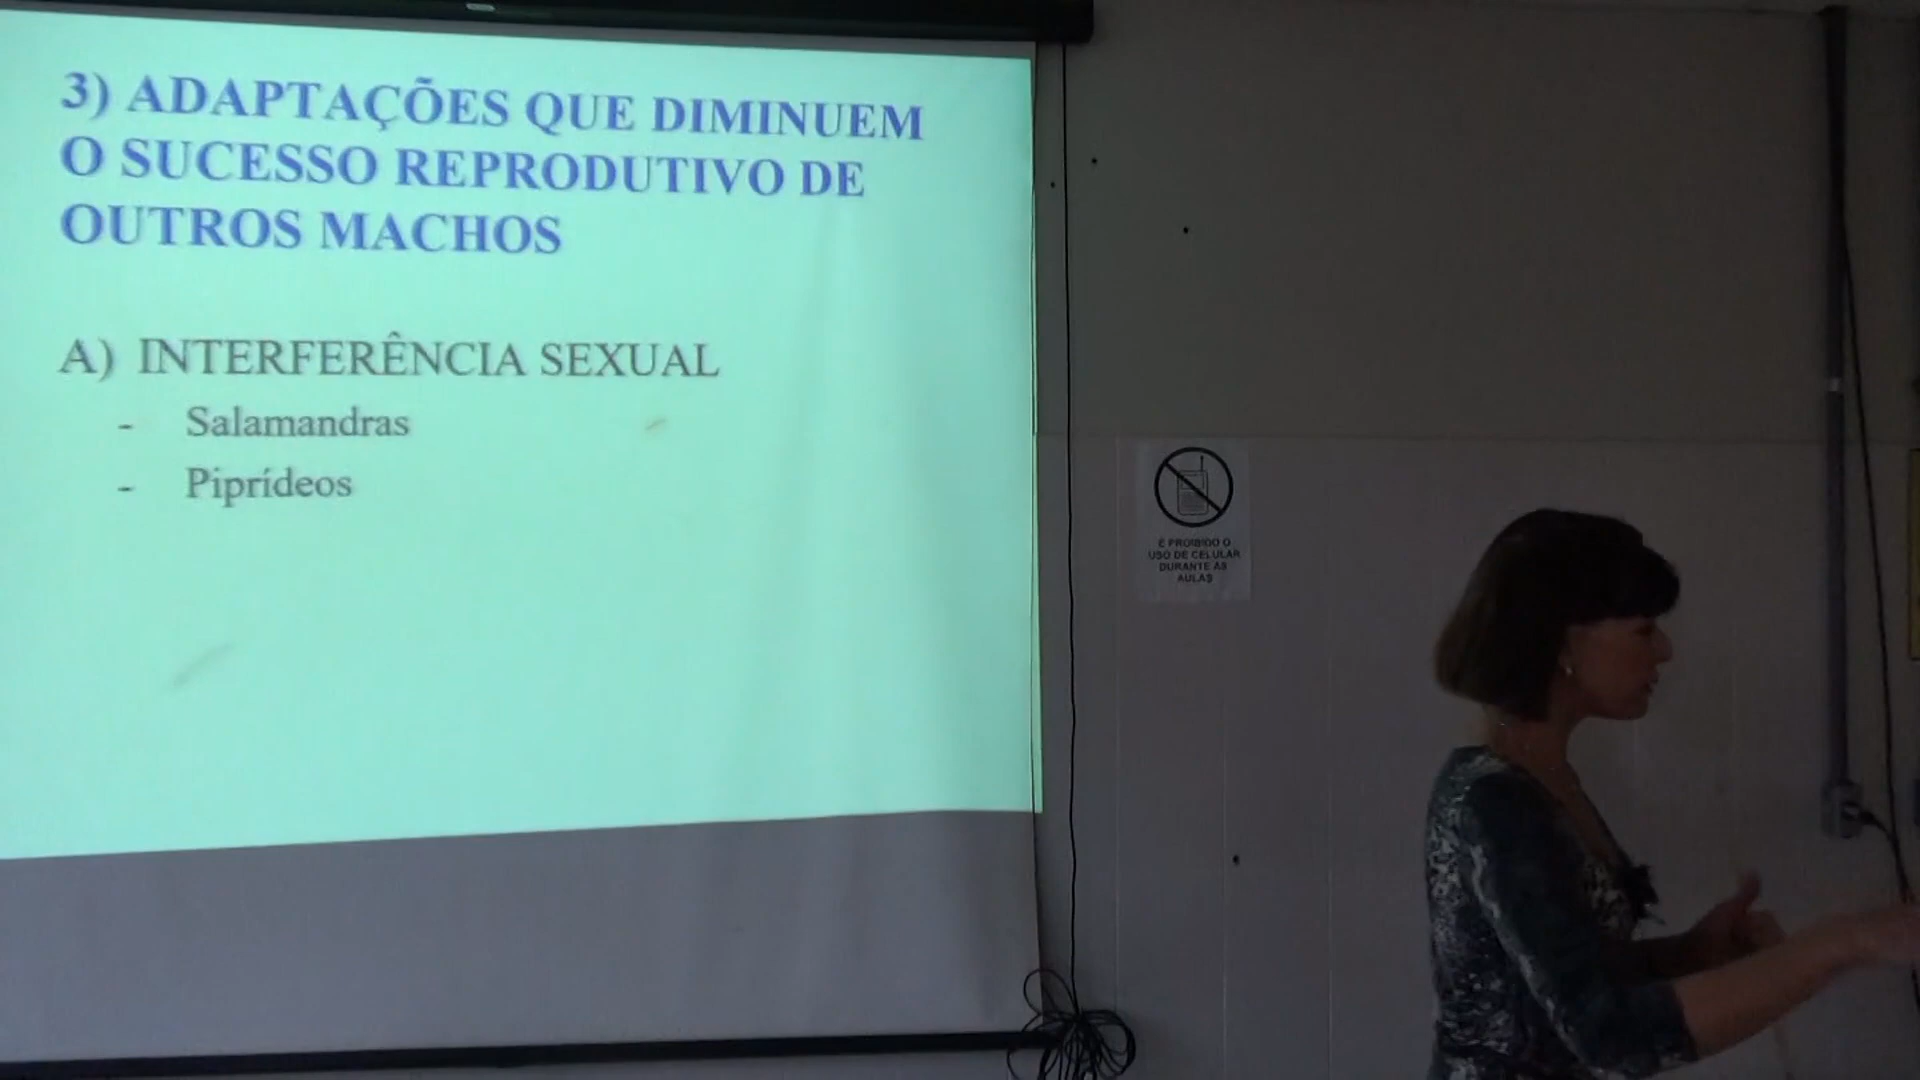 3) ADAPTAÇÕES QUE DIMINUEM
O SUCESSO REPRODUTIVO DE
OUTROS MACHOS
A) INTERFERÊNCIA SEXUAL
- Salamandras
- Piprídeos
É PROIBIDO O
USO DE CELULAR
DURANTE AS
AULAS